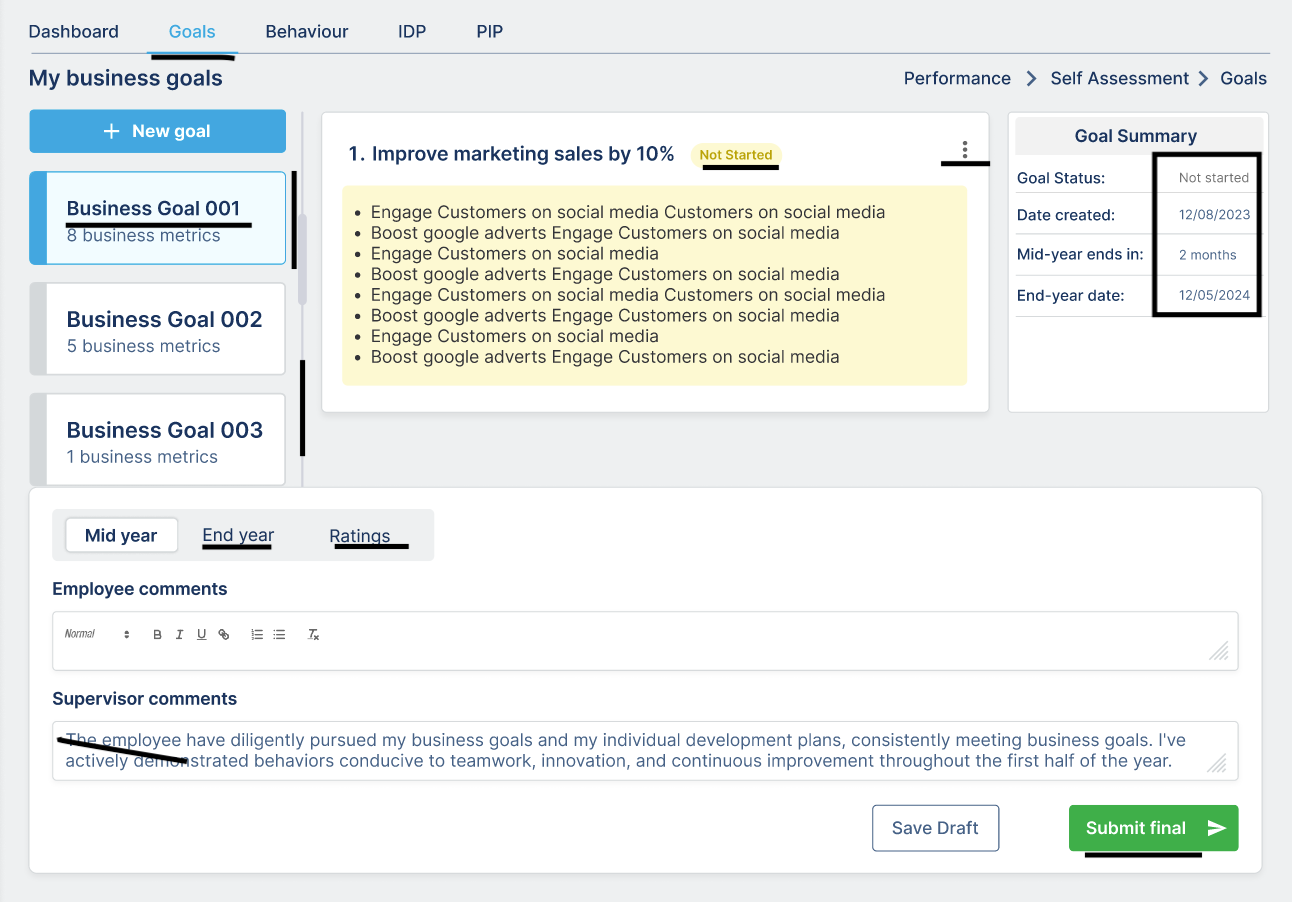 Dashboard Goals Behaviour IDP PIP
My business goals
Performance Self Assessment Goals
New goal
Business Goal 001
8 business metrics
Business Goal 002
5 business metrics
Business Goal 003
1 business metrics
1. Improve marketing sales by 10% Not Started
• Engage Customers on social media Customers on social media
• Boost google adverts Engage Customers on social media
• Engage Customers on social media
• Boost google adverts Engage Customers on social media
• Engage Customers on social media Customers on social media
• Boost google adverts Engage Customers on social media
• Engage Customers on social media
• Boost google adverts Engage Customers on social media
Goal Summary
Goal Status: Not started
Date created: 12/08/2023
Mid-year ends in: 2 months
End-year date: 12/05/2024
Mid year End year Ratings
Employee comments
Normal B I U
Supervisor comments
The employee have diligently pursued my business goals and my individual development plans, consistently meeting business goals. I've
actively demonstrated behaviors conducive to teamwork, innovation, and continuous improvement throughout the first half of the year.
Save Draft Submit final